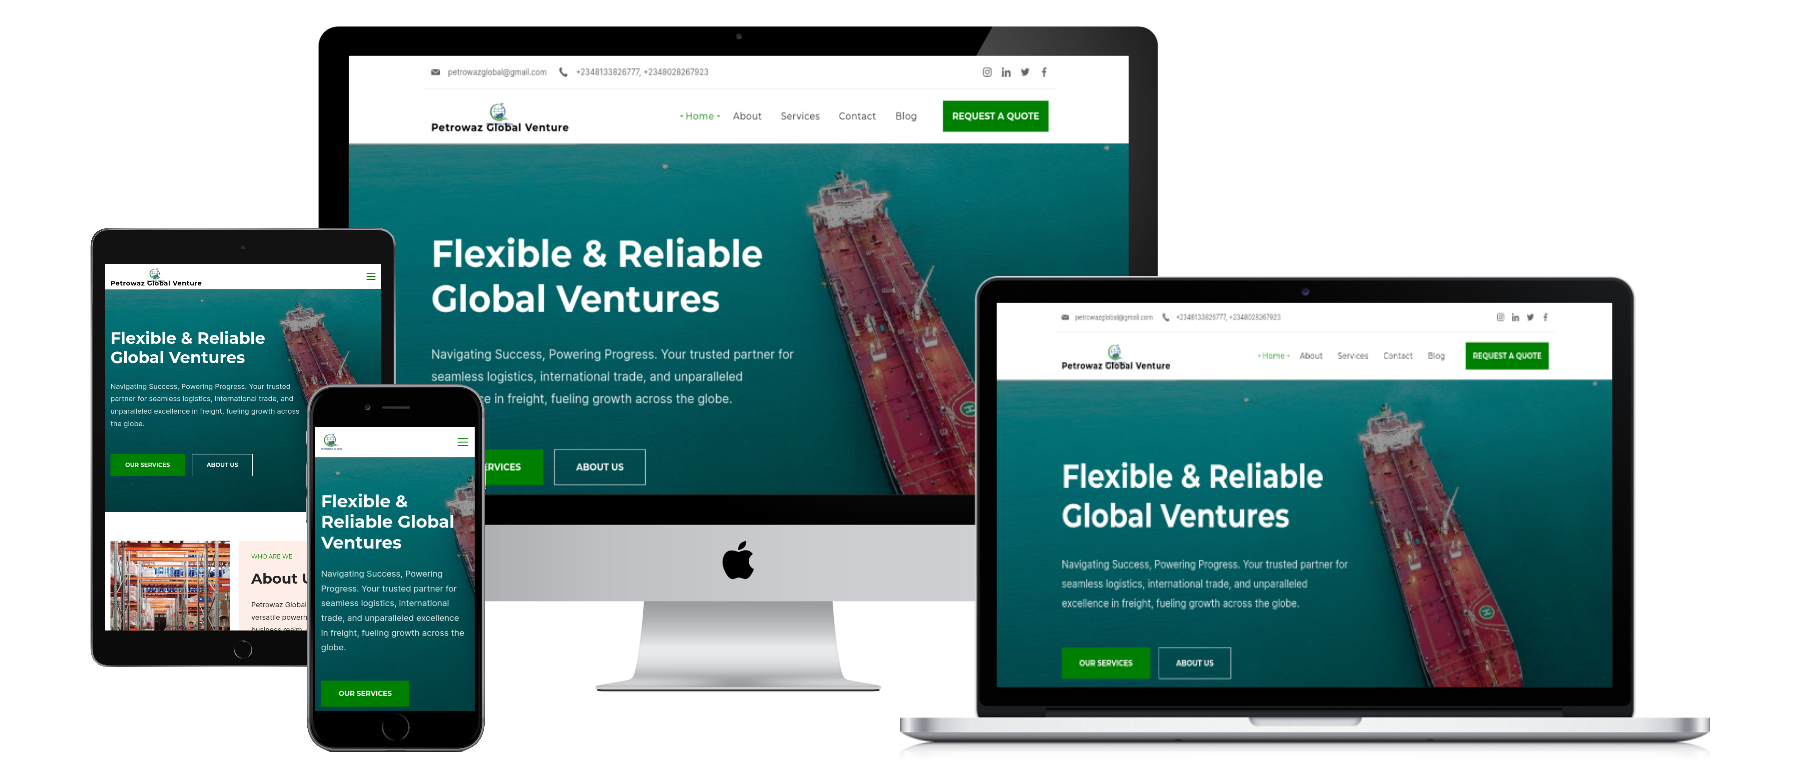 petrowazglobal@gmail.com +2348133826777, +2348028267923
Petrowaz Global Venture
• Home • About Services Contact Blog REQUEST A QUOTE
Flexible & Reliable
Global Ventures
Navigating Success, Powering Progress. Your trusted partner for
seamless logistics, international trade, and unparalleled
ce in freight, fueling growth across the globe.
RVICES ABOUT US
Petrowaz Global Venture
Flexible & Reliable
Global Ventures
Navigating Success, Powering Progress. Your trusted
partner for seamless logistics, international trade, and
unparalleled excellence in freight, fueling growth across
the globe.
OUR SERVICES ABOUT US
WHO ARE WE
About U
Petrowaz Global
versatile powerh
business realm
Flexible &
Reliable Global
Ventures
Navigating Success, Powering
Progress. Your trusted partner for
seamless logistics, international
trade, and unparalleled excellence
in freight, fueling growth across the
globe.
OUR SERVICES
petrowazglobal@gmail.com +2348133826777, +2348028267923
Petrowaz Global Venture
• Home • About Services Contact Blog REQUEST A QUOTE
Flexible & Reliable
Global Ventures
Navigating Success, Powering Progress. Your trusted partner for
seamless logistics, international trade, and unparalleled
excellence in freight, fueling growth across the globe.
OUR SERVICES ABOUT US